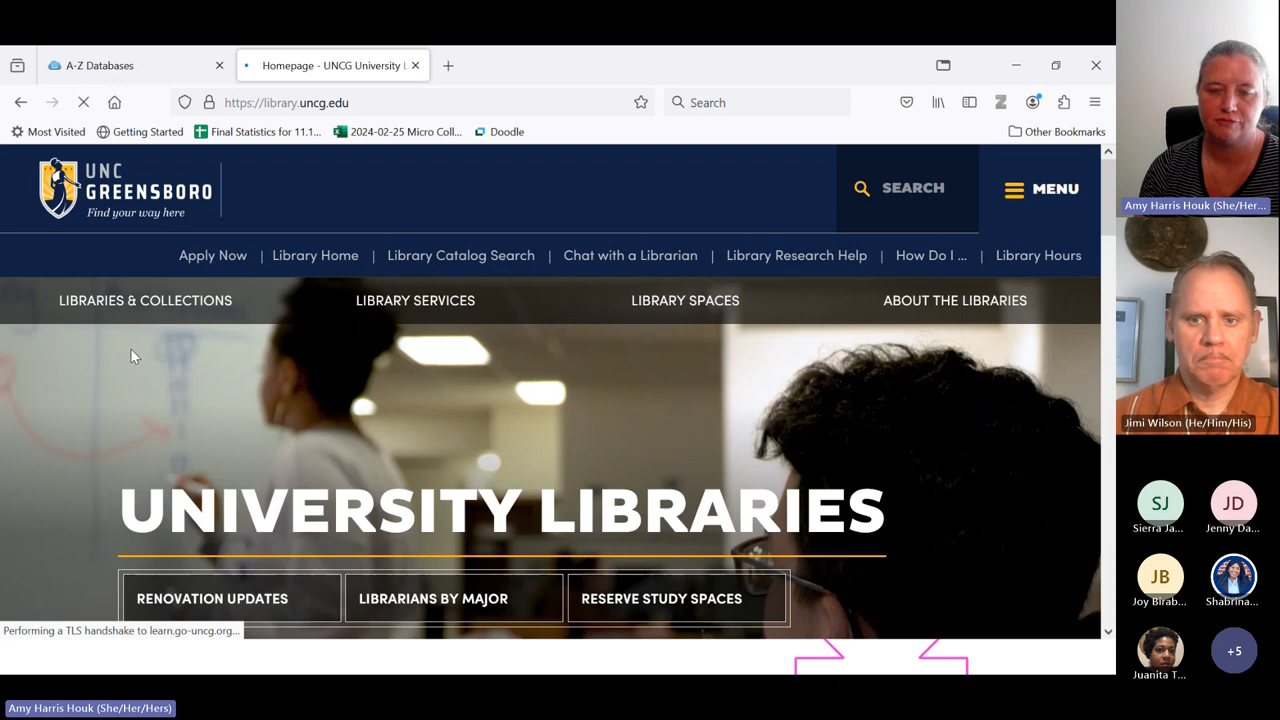 A-Z Databases
Homepage - UNCG University L
https://library.uncg.edu
Search
Most Visited
Getting Started
Final Statistics for 11.1...
2024-02-25 Micro Coll...
Doodle
Other Bookmarks
UNC
GREENSBORO
Find your way here
SEARCH
MENU
Apply Now | Library Home | Library Catalog Search | Chat with a Librarian | Library Research Help | How Do I ... | Library Hours
LIBRARIES & COLLECTIONS
LIBRARY SERVICES
LIBRARY SPACES
ABOUT THE LIBRARIES
UNIVERSITY LIBRARIES
RENOVATION UPDATES
LIBRARIANS BY MAJOR
RESERVE STUDY SPACES
Performing a TLS handshake to learn.go-uncg.org...
Amy Harris Houk (She/Her/Hers)
Amy Harris Houk (She/Her...
Jimi Wilson (He/Him/His)
SJ
Sierra Ja...
JD
Jenny Da...
JB
Joy Birab...
Shabrina...
Juanita T...
+5